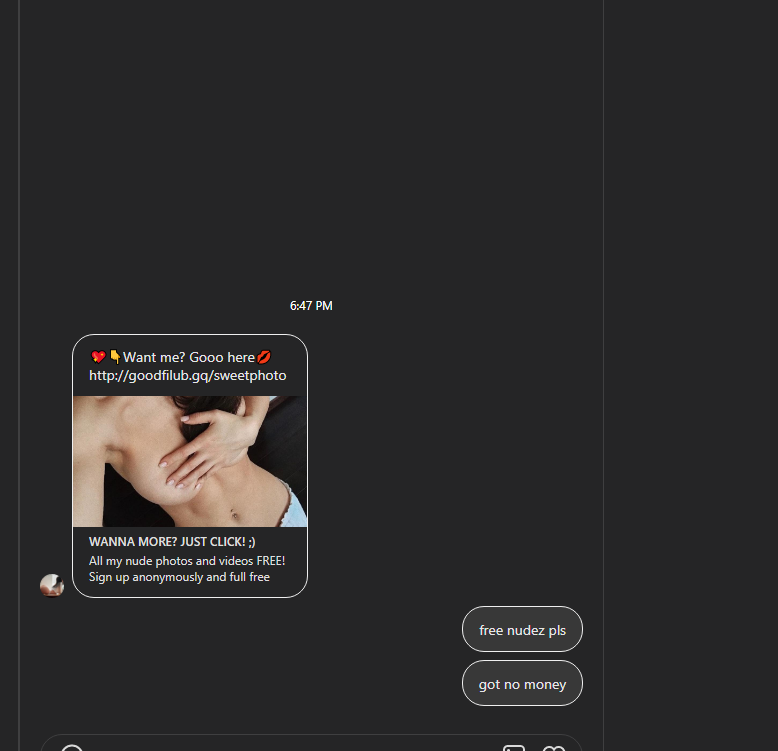 6:47 PM
💖👇Want me? Gooo here💋
http://goodfilub.gq/sweetphoto
WANNA MORE? JUST CLICK! ;)
All my nude photos and videos FREE!
Sign up anonymously and full free
free nudez pls
got no money